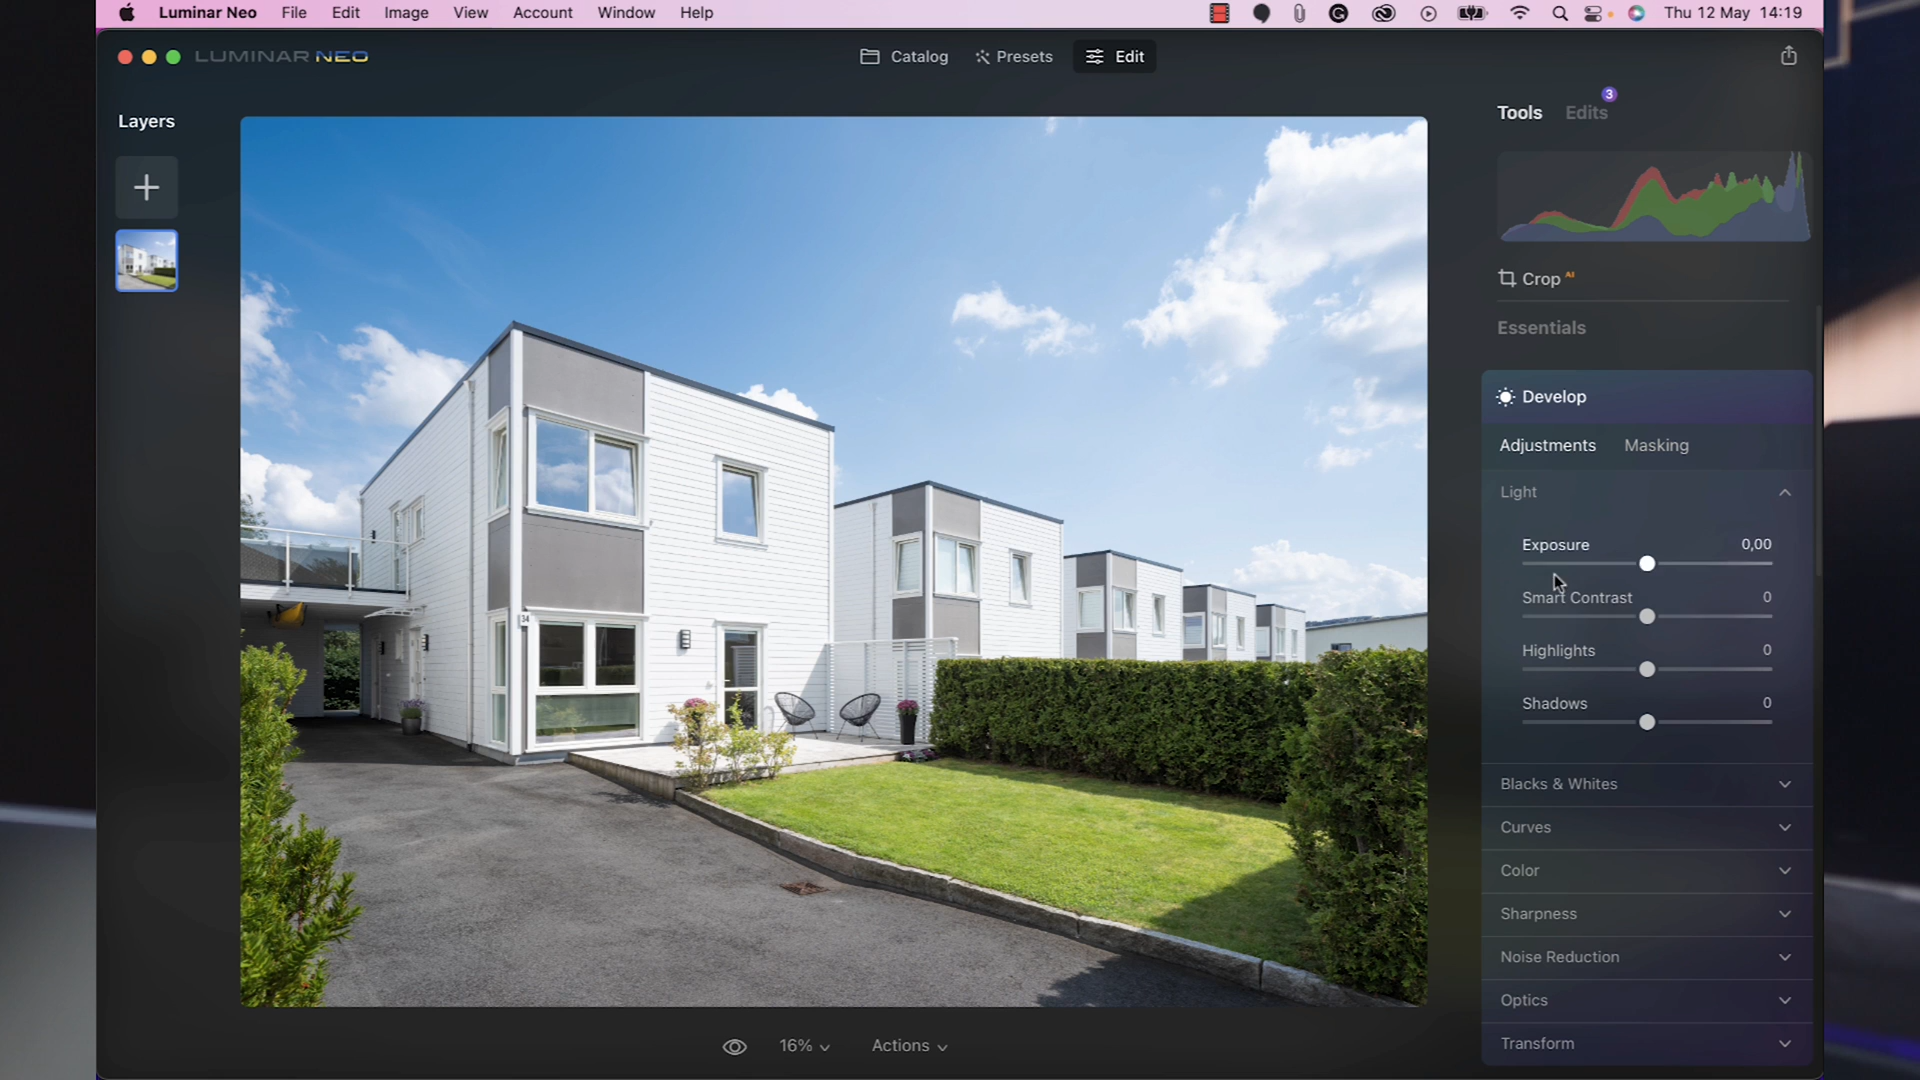 Luminar Neo File Edit Image View Account Window Help Thu 12 May 14:19
LUMINAR NEO
Catalog Presets Edit
Layers
Tools Edits 3
Crop AI
Essentials
Develop
Adjustments Masking
Light
Exposure 0,00
Smart Contrast 0
Highlights 0
Shadows 0
Blacks & Whites
Curves
Color
Sharpness
Noise Reduction
Optics
Transform
34
16% Actions